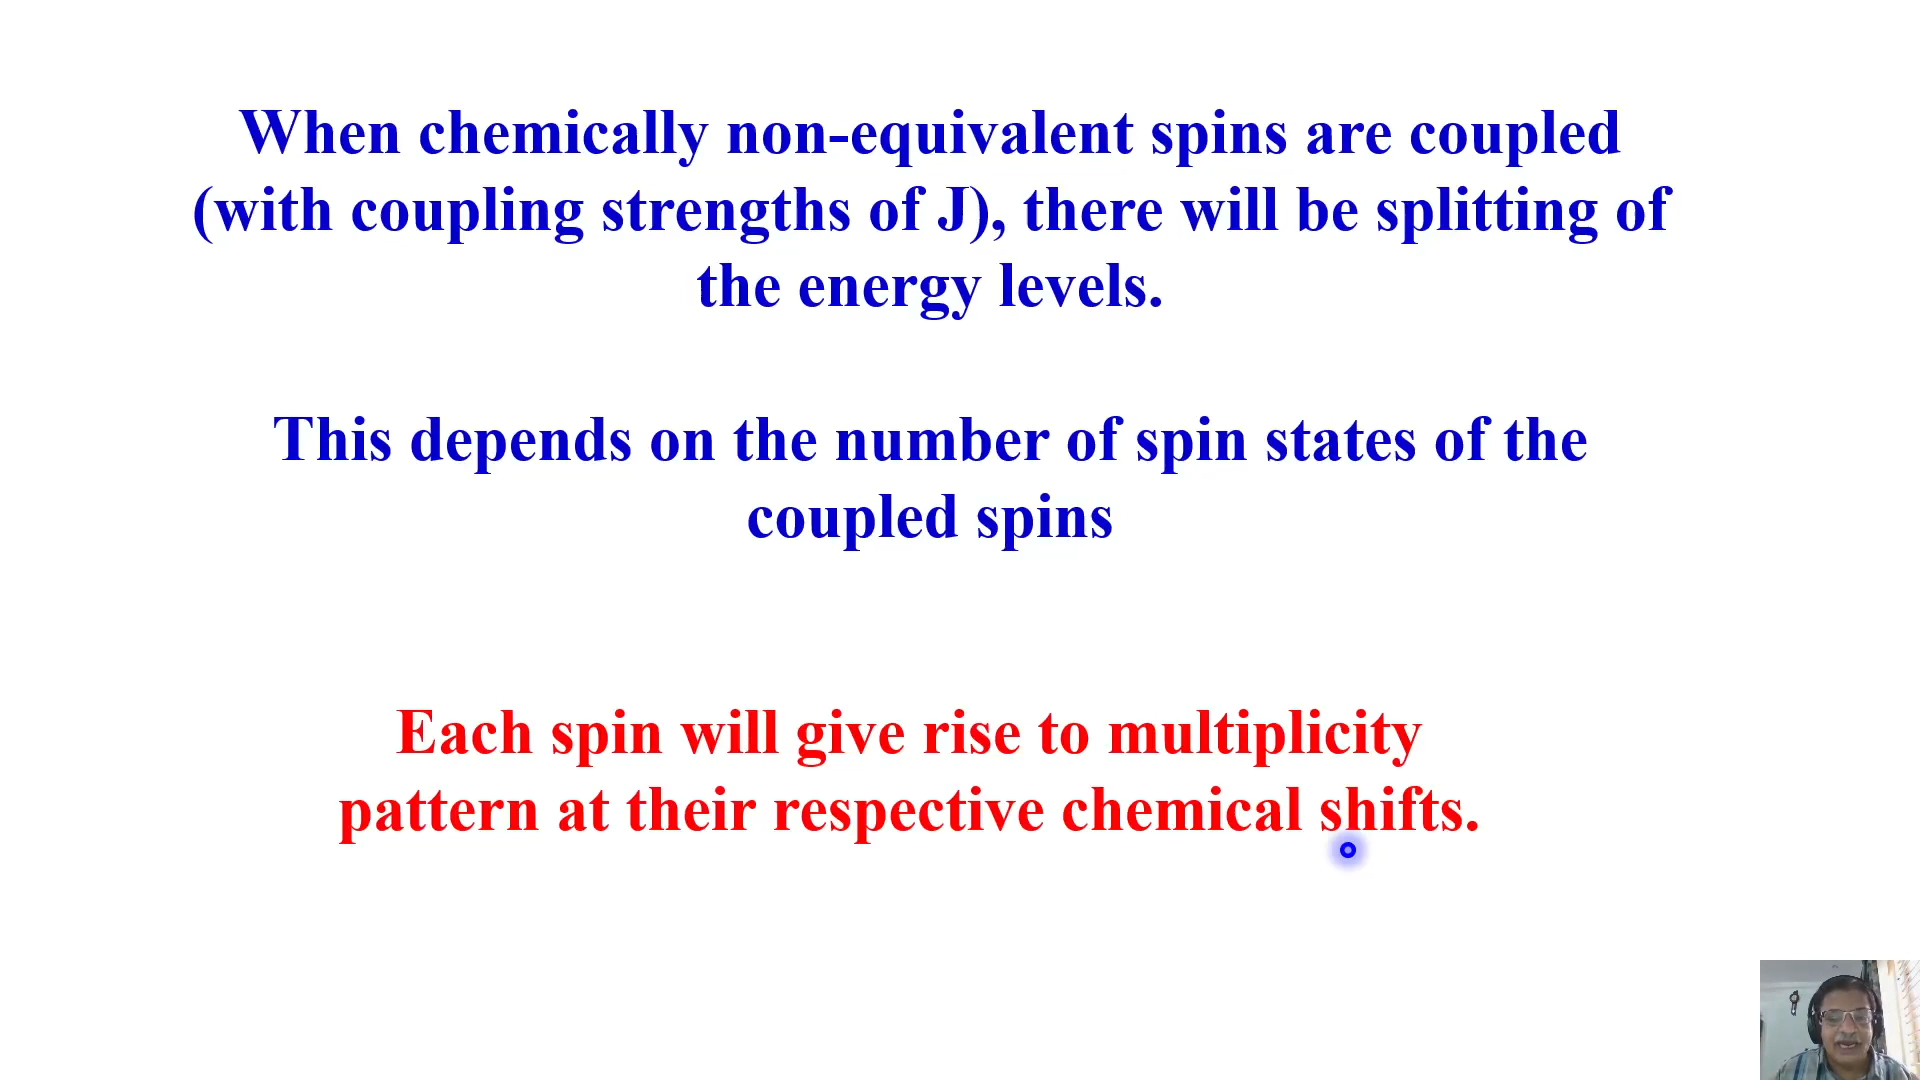 When chemically non-equivalent spins are coupled
(with coupling strengths of J), there will be splitting of
the energy levels.
This depends on the number of spin states of the
coupled spins
Each spin will give rise to multiplicity
pattern at their respective chemical shifts.